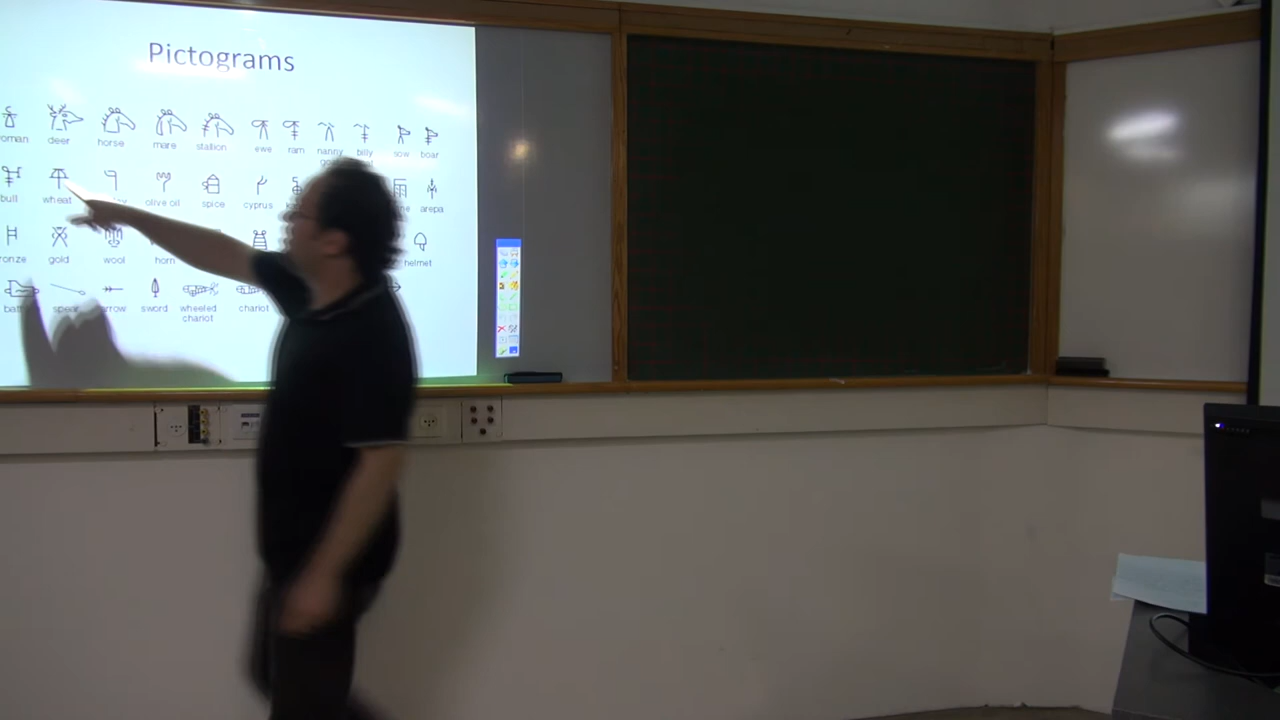 Pictograms
deer horse mare stallion ewe ram nanny billy sow boar
bull wheat olive oil spice cyprus arepa
gold wool horn helmet
spear arrow sword wheeled chariot
chariot